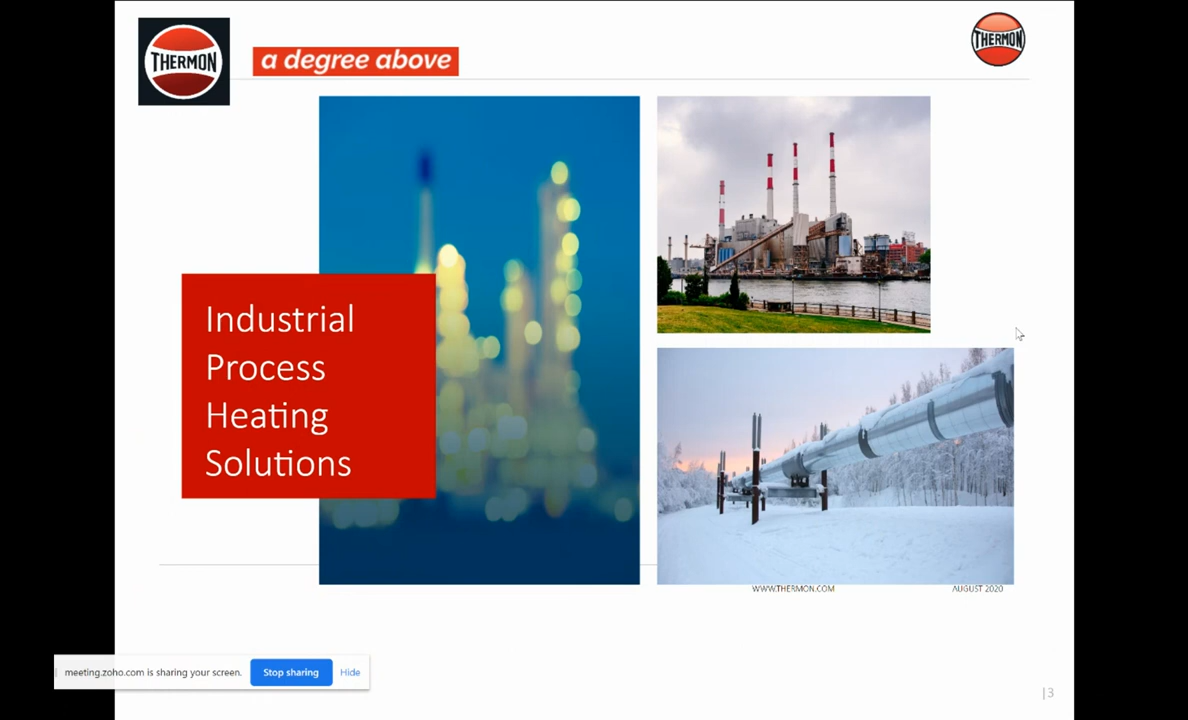 THERMON
a degree above
THERMON
Industrial
Process
Heating
Solutions
WWW.THERMON.COM
AUGUST 2020
meeting.zoho.com is sharing your screen.
Stop sharing
Hide
|3